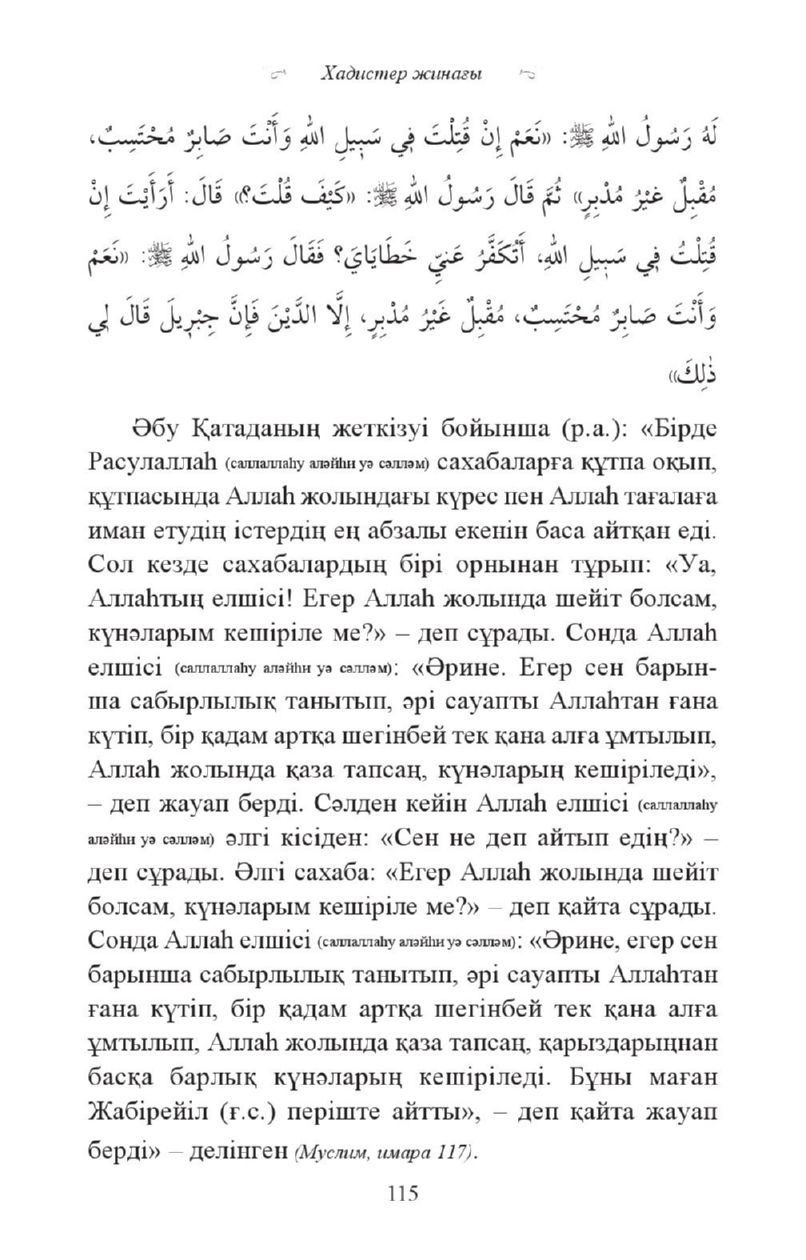 Хадистер жинағы
لَهُ رَسُولُ اللهِ ﷺ: «نَعَمْ إِنْ قُتِلْتَ فِي سَبِيلِ اللهِ وَأَنْتَ صَابِرٌ مُحْتَسِبٌ،
مُقْبِلٌ غَيْرُ مُدْبِرٍ» ثُمَّ قَالَ رَسُولُ اللهِ ﷺ: «كَيْفَ قُلْتَ؟» قَالَ: أَرَأَيْتَ إِنْ
قُتِلْتُ فِي سَبِيلِ اللهِ، أَتُكَفَّرُ عَنِّي خَطَايَايَ؟ فَقَالَ رَسُولُ اللهِ ﷺ: «نَعَمْ
وَأَنْتَ صَابِرٌ مُحْتَسِبٌ، مُقْبِلٌ غَيْرُ مُدْبِرٍ، إِلَّا الدَّيْنَ فَإِنَّ جِبْرِيلَ قَالَ لِي
ذٰلِكَ»
Әбу Қатаданың жеткізуі бойынша (р.а.): «Бірде
Расулаллаһ (саллаллаһу аләйһи уә сәлләм) сахабаларға құтпа оқып,
құтпасында Аллаһ жолындағы күрес пен Аллаһ тағалаға
иман етудің істердің ең абзалы екенін баса айтқан еді.
Сол кезде сахабалардың бірі орнынан тұрып: «Уа,
Аллаһтың елшісі! Егер Аллаһ жолында шейіт болсам,
күнәларым кешіріле ме?» – деп сұрады. Сонда Аллаһ
елшісі (саллаллаһу аләйһи уә сәлләм): «Әрине. Егер сен барын-
ша сабырлылық танытып, әрі сауапты Аллаһтан ғана
күтіп, бір қадам артқа шегінбей тек қана алға ұмтылып,
Аллаһ жолында қаза тапсаң, күнәларың кешіріледі»,
– деп жауап берді. Сәлден кейін Аллаһ елшісі (саллаллаһу
аләйһи уә сәлләм) әлгі кісіден: «Сен не деп айтып едің?» –
деп сұрады. Әлгі сахаба: «Егер Аллаһ жолында шейіт
болсам, күнәларым кешіріле ме?» – деп қайта сұрады.
Сонда Аллаһ елшісі (саллаллаһу аләйһи уә сәлләм): «Әрине, егер сен
барынша сабырлылық танытып, әрі сауапты Аллаһтан
ғана күтіп, бір қадам артқа шегінбей тек қана алға
ұмтылып, Аллаһ жолында қаза тапсаң, қарыздарыңнан
басқа барлық күнәларың кешіріледі. Бұны маған
Жабірейіл (ғ.с.) періште айтты», – деп қайта жауап
берді» – делінген (Муслим, имара 117).
115